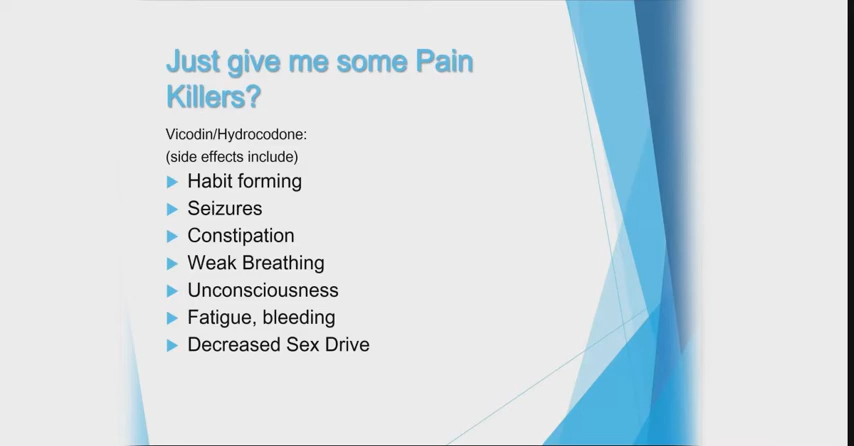 Just give me some Pain
Killers?
Vicodin/Hydrocodone:
(side effects include)
Habit forming
Seizures
Constipation
Weak Breathing
Unconsciousness
Fatigue, bleeding
Decreased Sex Drive